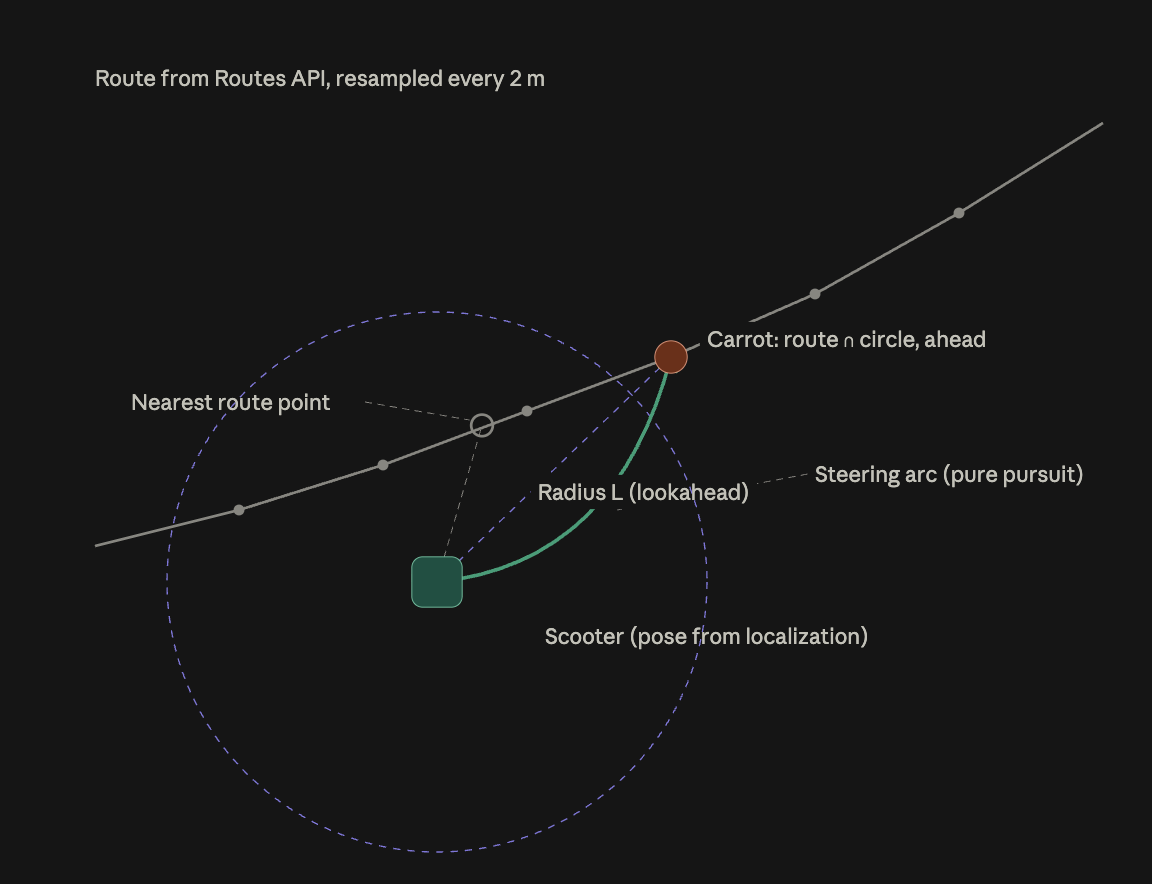 Route from Routes API, resampled every 2 m
Carrot: route ∩ circle, ahead
Nearest route point
Steering arc (pure pursuit)
Radius L (lookahead)
Scooter (pose from localization)